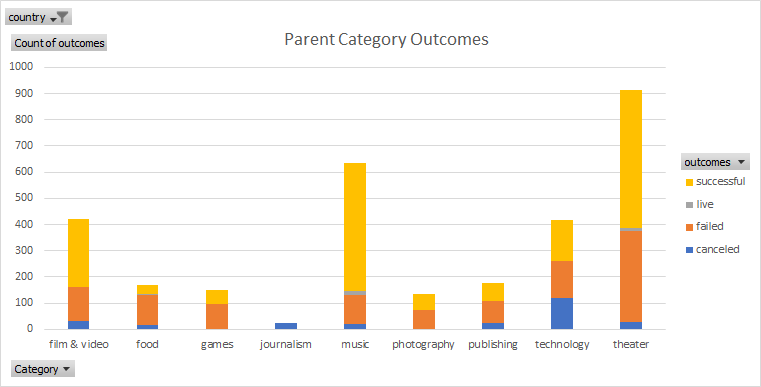 country
Count of outcomes
Parent Category Outcomes
1000
900
800
700
600
500
400
300
200
100
0
film & video food games journalism music photography publishing technology theater
outcomes
successful
live
failed
canceled
Category